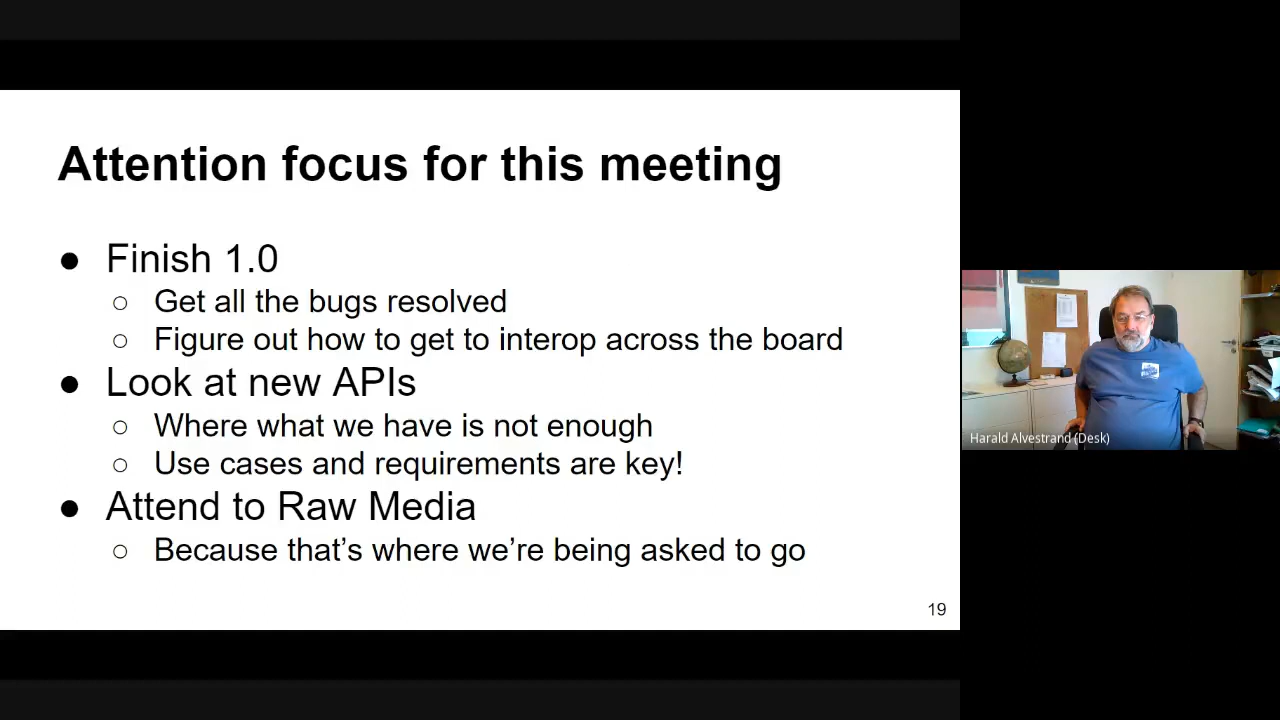 Attention focus for this meeting
● Finish 1.0
○ Get all the bugs resolved
○ Figure out how to get to interop across the board
● Look at new APIs
○ Where what we have is not enough
○ Use cases and requirements are key!
● Attend to Raw Media
○ Because that’s where we’re being asked to go
19
Harald Alvestrand (Desk)